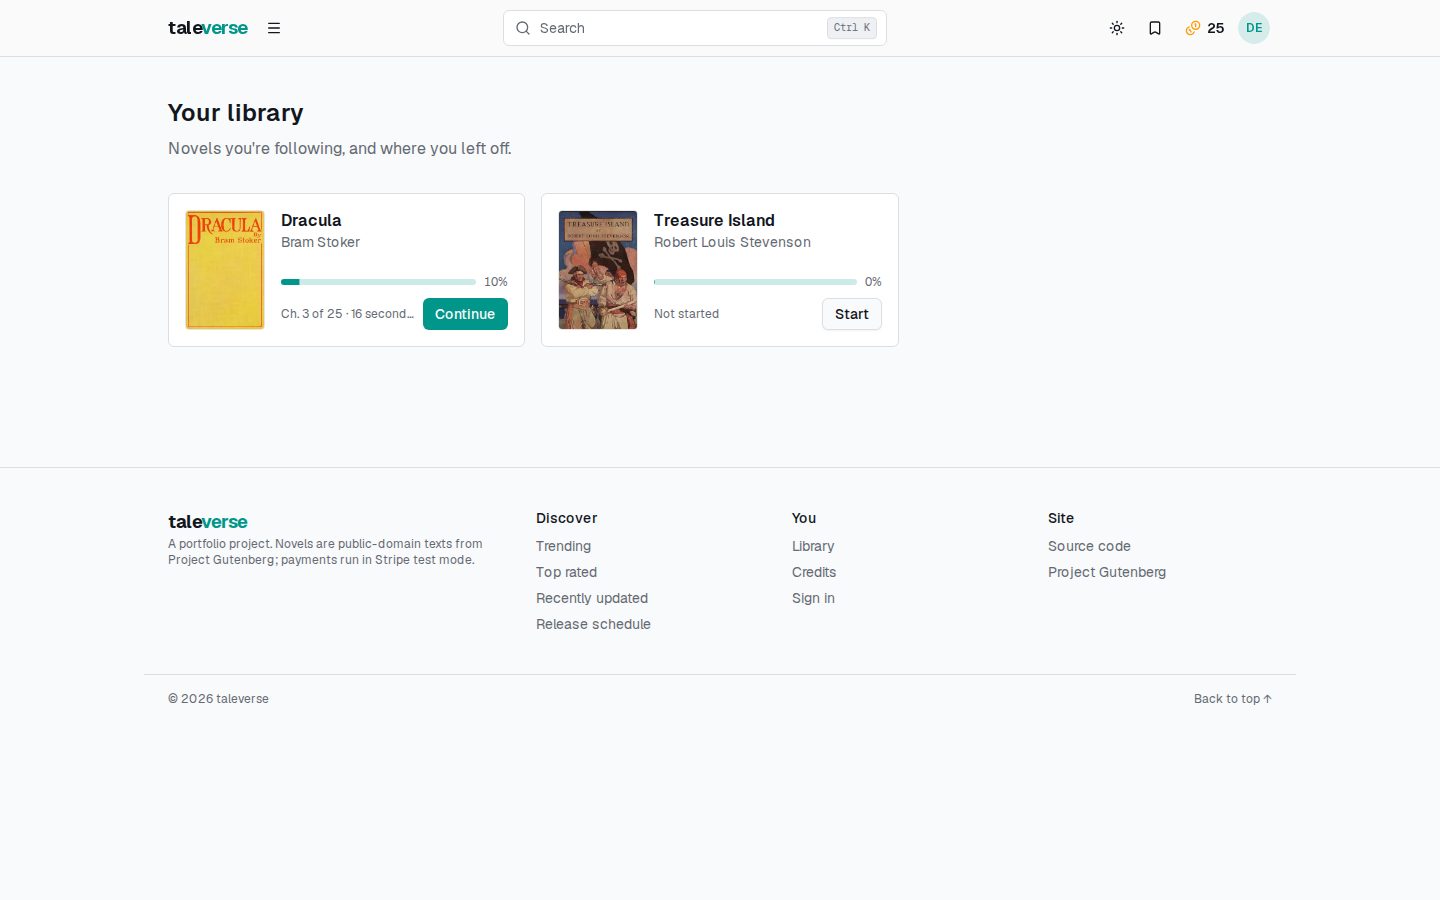 taleverse
Search
Ctrl K
25
DE
Your library
Novels you're following, and where you left off.
DRACULA
By
Bram Stoker
Dracula
Bram Stoker
10%
Ch. 3 of 25 · 16 second…
Continue
TREASURE ISLAND
ROBERT LOUIS STEVENSON
Treasure Island
Robert Louis Stevenson
0%
Not started
Start
taleverse
A portfolio project. Novels are public-domain texts from
Project Gutenberg; payments run in Stripe test mode.
Discover
Trending
Top rated
Recently updated
Release schedule
You
Library
Credits
Sign in
Site
Source code
Project Gutenberg
© 2026 taleverse
Back to top ↑